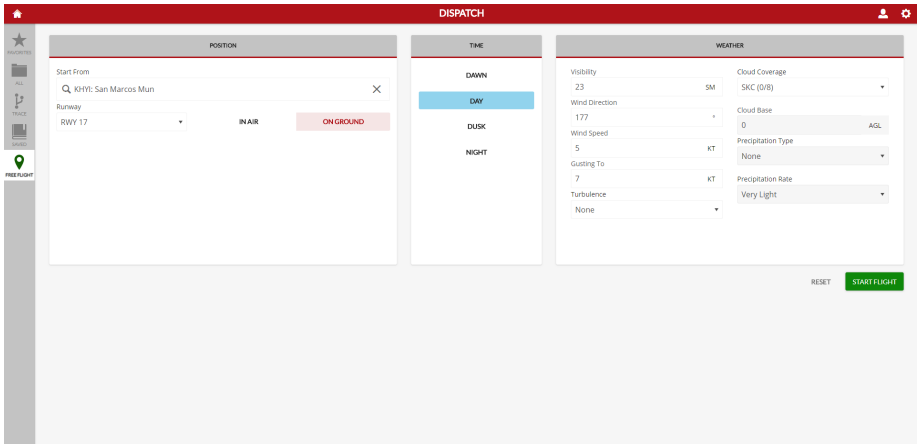 DISPATCH
FAVORITES
ALL
TRACE
SAVED
FREE FLIGHT
POSITION
Start From
KHYI: San Marcos Mun
Runway
RWY 17
IN AIR
ON GROUND
TIME
DAWN
DAY
DUSK
NIGHT
WEATHER
Visibility
23 SM
Wind Direction
177 °
Wind Speed
5 KT
Gusting To
7 KT
Turbulence
None
Cloud Coverage
SKC (0/8)
Cloud Base
0 AGL
Precipitation Type
None
Precipitation Rate
Very Light
RESET
START FLIGHT